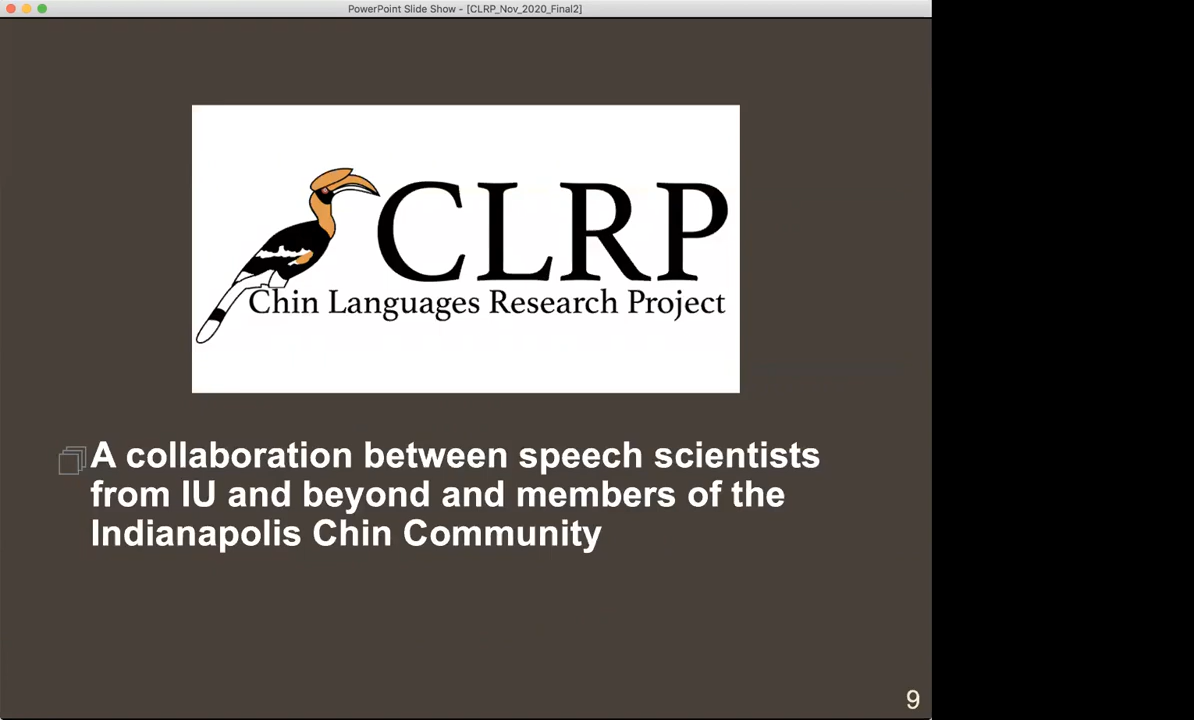 PowerPoint Slide Show - [CLRP_Nov_2020_Final2]
CLRP
Chin Languages Research Project
A collaboration between speech scientists
from IU and beyond and members of the
Indianapolis Chin Community
9